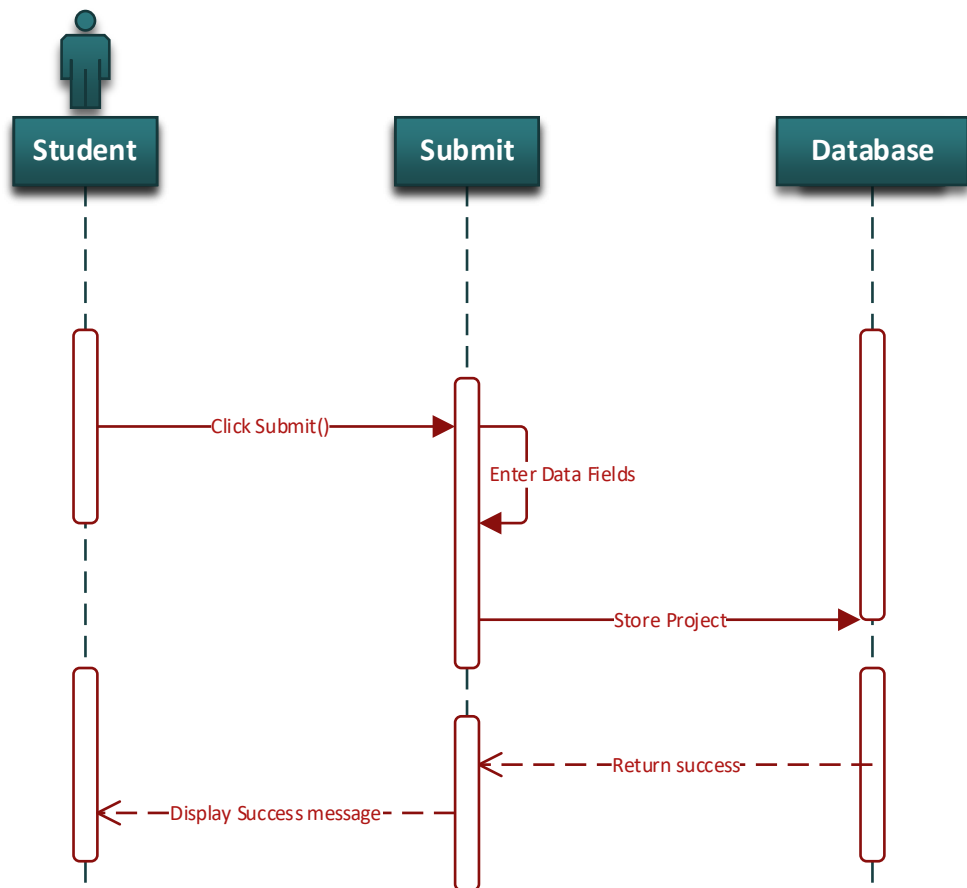 Student
Submit
Database
Click Submit()
Enter Data Fields
Store Project
Return success
Display Success message